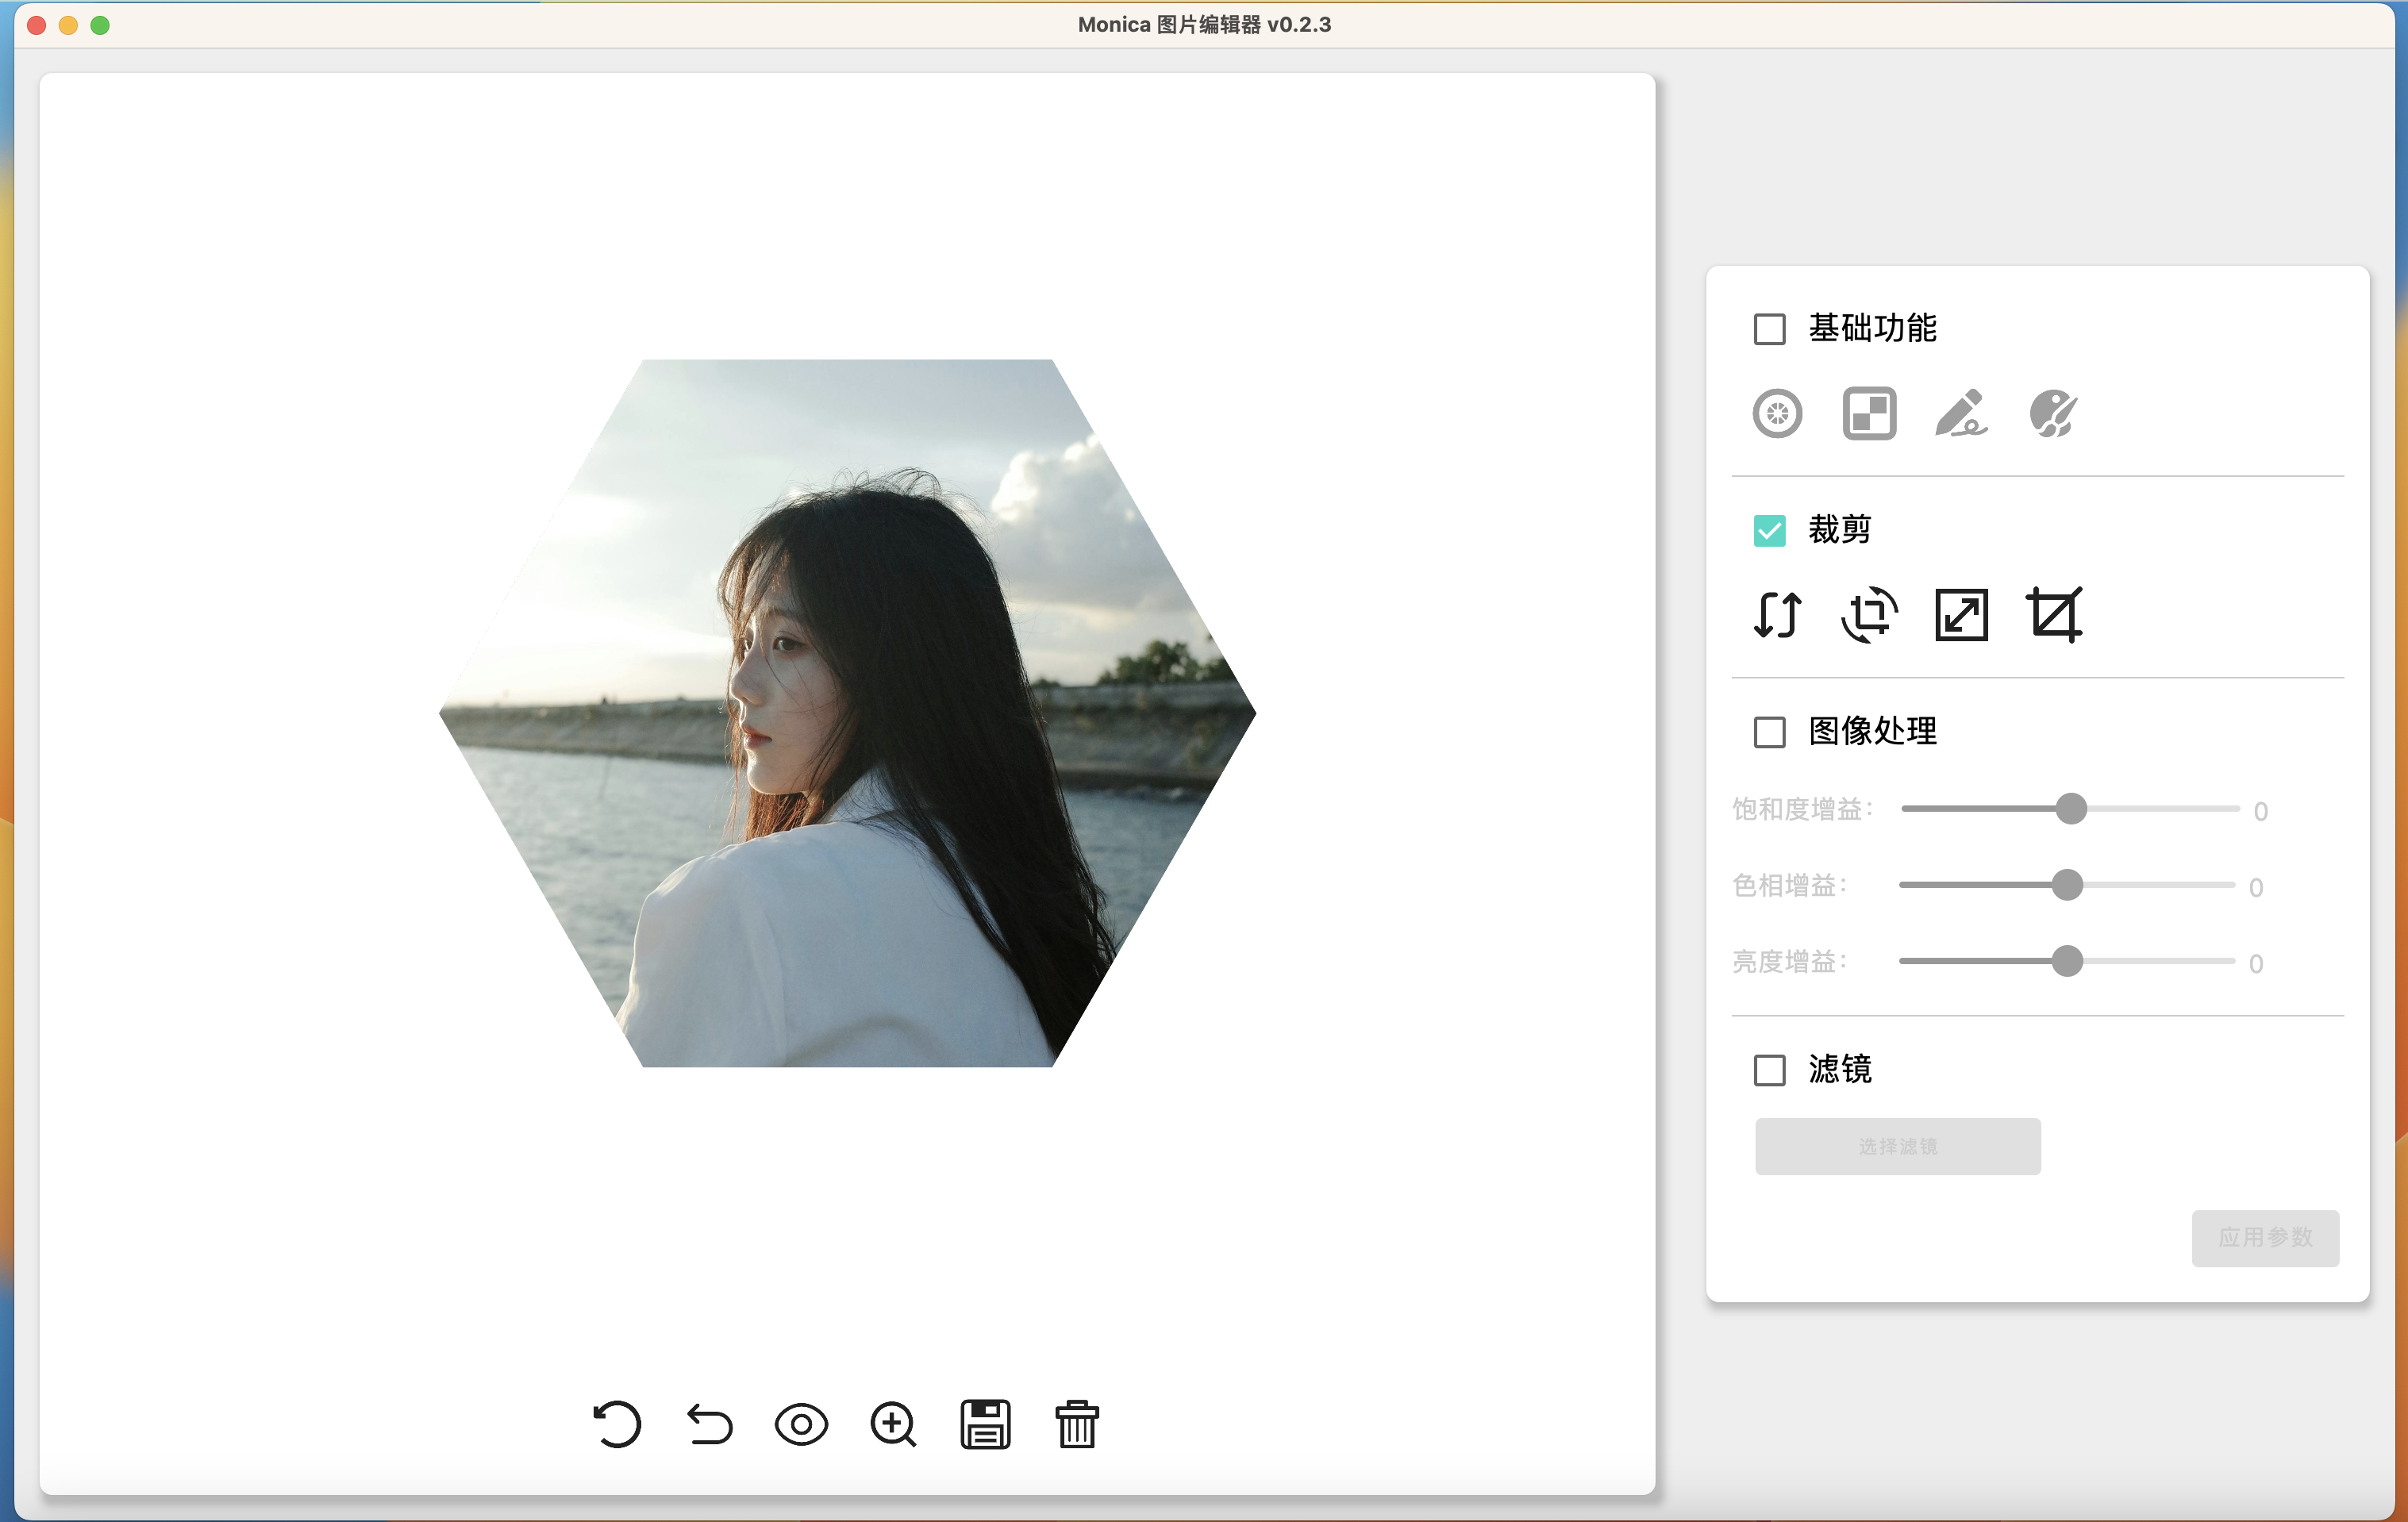 Monica 图片编辑器 v0.2.3
基础功能
裁剪
图像处理
饱和度增益: 0
色相增益: 0
亮度增益: 0
滤镜
选择滤镜
应用参数